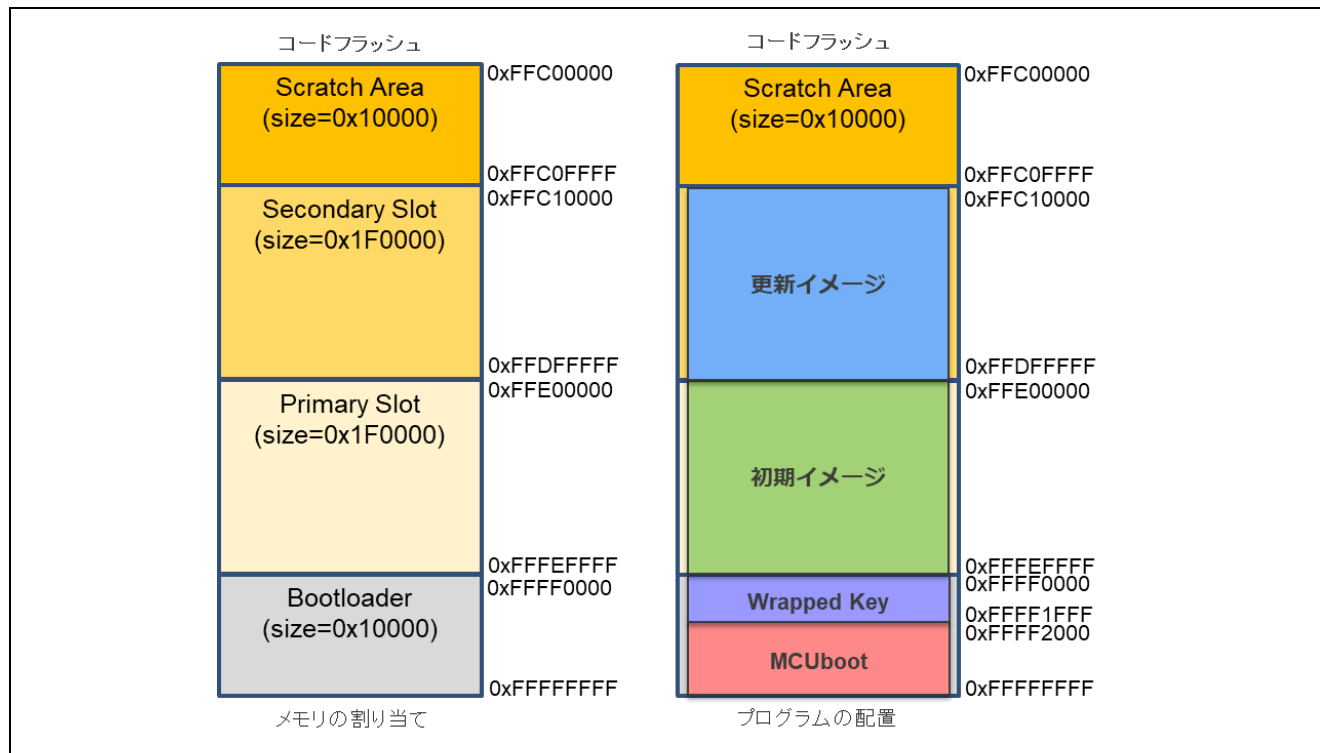 コードフラッシュ
Scratch Area
(size=0x10000)
0xFFC00000
0xFFC0FFFF
Secondary Slot
(size=0x1F0000)
0xFFC10000
0xFFDFFFFF
Primary Slot
(size=0x1F0000)
0xFFE00000
0xFFFEFFFF
Bootloader
(size=0x10000)
0xFFFF0000
0xFFFFFFFF
メモリの割り当て
コードフラッシュ
Scratch Area
(size=0x10000)
0xFFC00000
0xFFC0FFFF
0xFFC10000
更新イメージ
0xFFDFFFFF
0xFFE00000
初期イメージ
0xFFFEFFFF
0xFFFF0000
Wrapped Key
0xFFFF1FFF
0xFFFF2000
MCUboot
0xFFFFFFFF
プログラムの配置